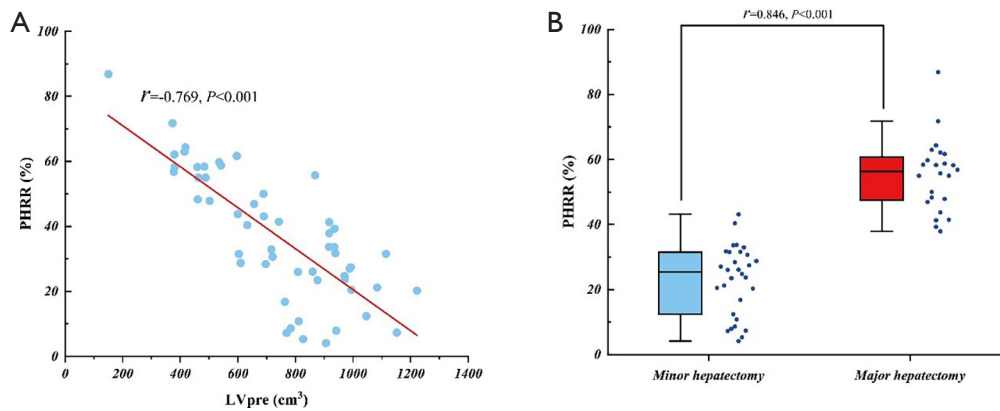 A
100
80
60
40
20
0
PHRR (%)
r=-0.769, P<0.001
0 200 400 600 800 1000 1200 1400
LVpre (cm³)
B
r=0.846, P<0.001
100
80
60
40
20
0
PHRR (%)
Minor hepatectomy Major hepatectomy